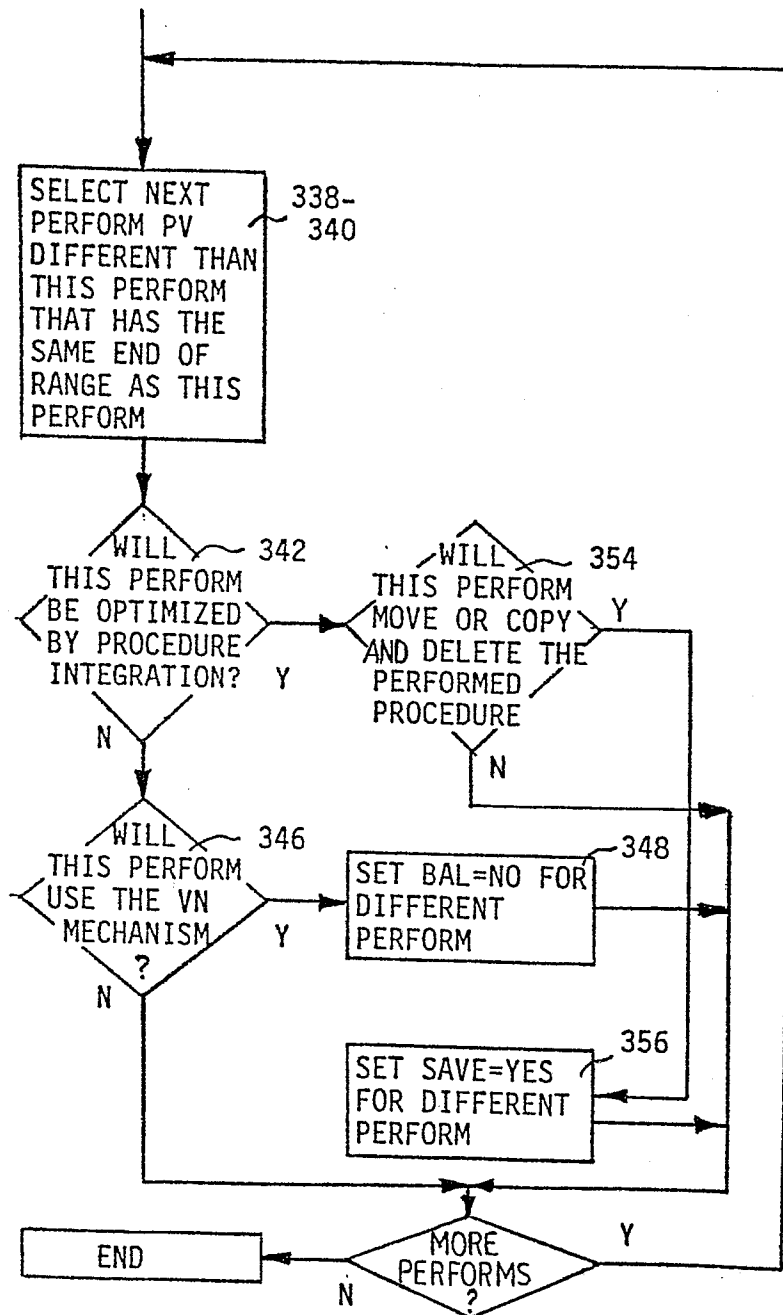 SELECT NEXT
PERFORM PV
DIFFERENT THAN
THIS PERFORM
THAT HAS THE
SAME END OF
RANGE AS THIS
PERFORM
338-
340
WILL
THIS PERFORM
BE OPTIMIZED
BY PROCEDURE
INTEGRATION?
342
Y
N
WILL
THIS PERFORM
MOVE OR COPY
AND DELETE THE
PERFORMED
PROCEDURE
354
Y
N
WILL
THIS PERFORM
USE THE VN
MECHANISM
?
346
Y
N
SET BAL=NO FOR
DIFFERENT
PERFORM
348
SET SAVE=YES
FOR DIFFERENT
PERFORM
356
MORE
PERFORMS
?
Y
N
END